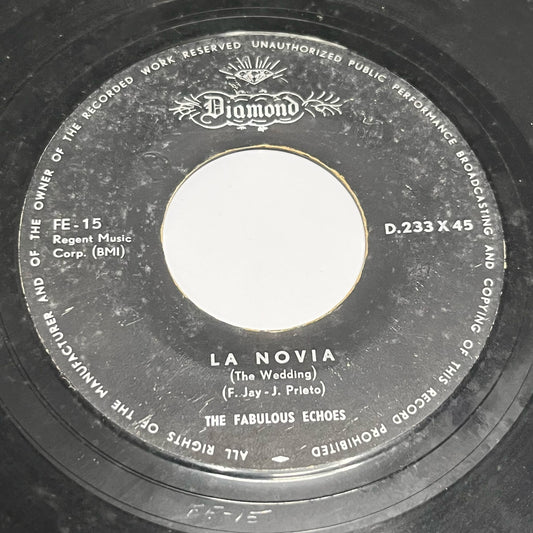 ALL RIGHTS OF THE MANUFACTURER AND OF THE OWNER OF THE RECORDED WORK RESERVED UNAUTHORIZED PUBLIC PERFORMANCE BROADCASTING AND COPYING OF THIS RECORD PROHIBITED
Diamond
FE-15
Regent Music
Corp. (BMI)
D.233 X 45
LA NOVIA
(The Wedding)
(F. Jay - J. Prieto)
THE FABULOUS ECHOES
FE-15